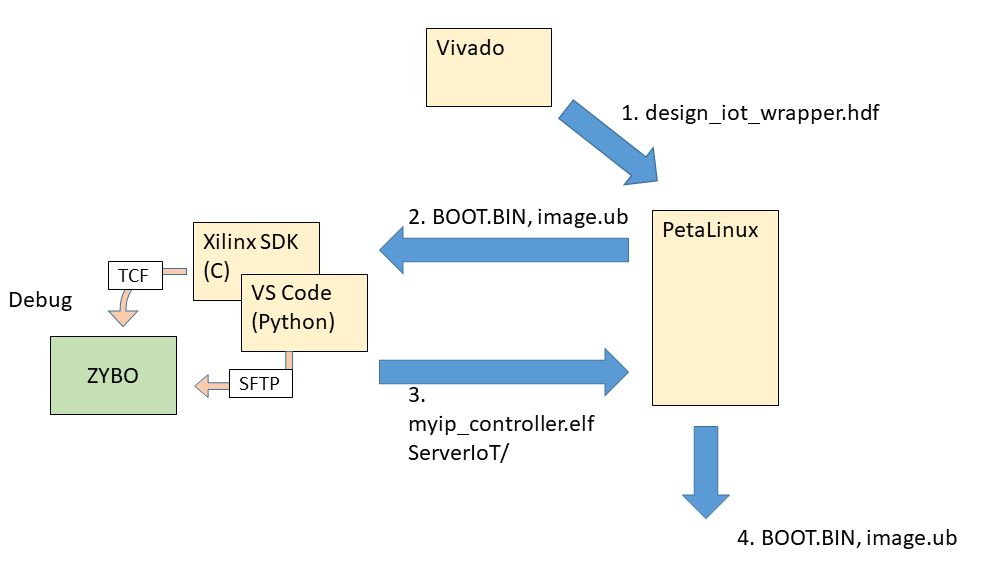 Vivado
1. design_iot_wrapper.hdf
2. BOOT.BIN, image.ub
PetaLinux
Xilinx SDK
(C)
TCF
VS Code
(Python)
Debug
ZYBO
SFTP
3.
myip_controller.elf
ServerIoT/
4. BOOT.BIN, image.ub